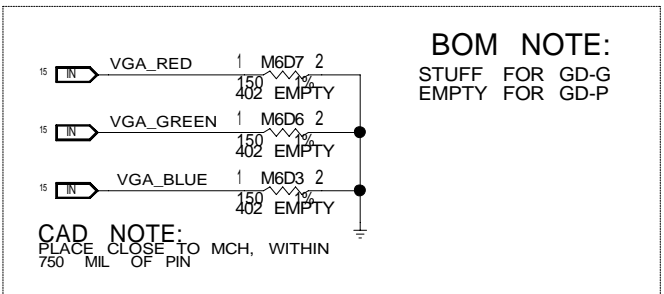 BOM NOTE:
STUFF FOR GD-G
EMPTY FOR GD-P
15 IN VGA_RED 1 M6D7 2
150 1%
402 EMPTY
15 IN VGA_GREEN 1 M6D6 2
150 1%
402 EMPTY
15 IN VGA_BLUE 1 M6D3 2
150 1%
402 EMPTY
CAD NOTE:
PLACE CLOSE TO MCH, WITHIN
750 MIL OF PIN